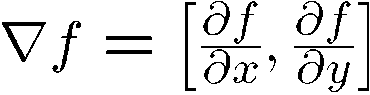 ∇f = [∂f/∂x, ∂f/∂y]